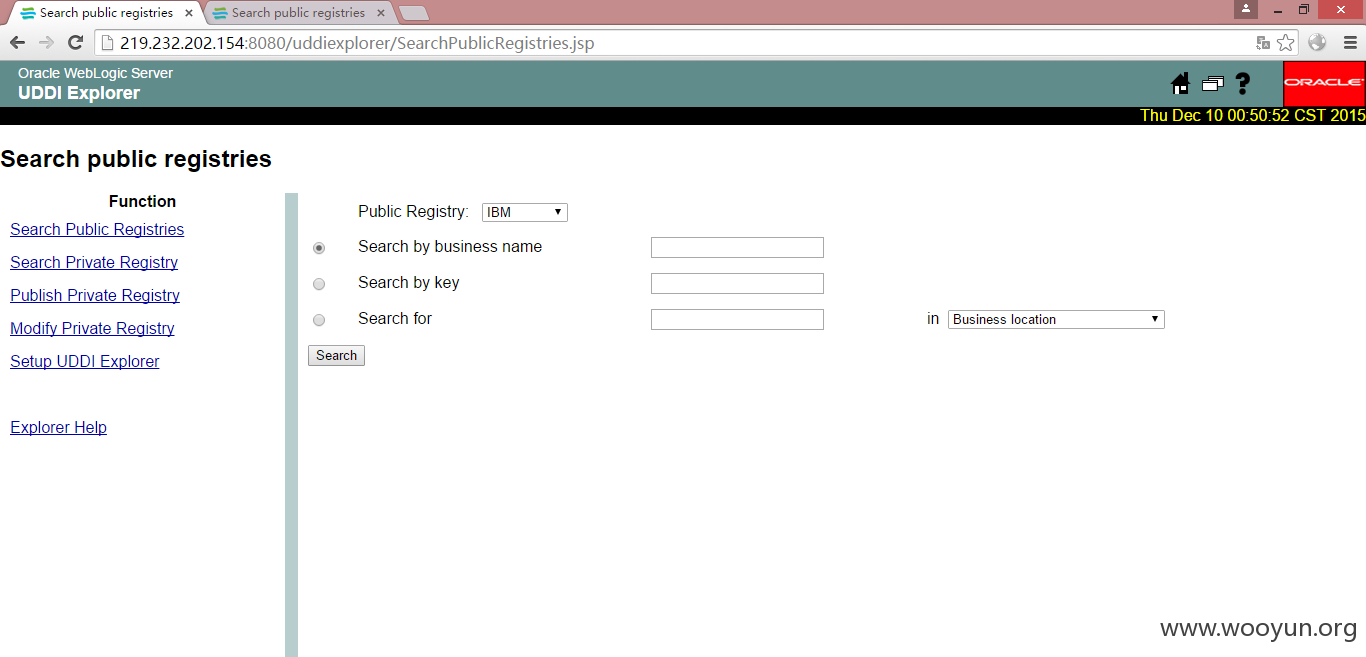 Search public registries
Search public registries
219.232.202.154:8080/uddiexplorer/SearchPublicRegistries.jsp
Oracle WebLogic Server
UDDI Explorer
ORACLE
Thu Dec 10 00:50:52 CST 2015
Search public registries
Function
Search Public Registries
Search Private Registry
Publish Private Registry
Modify Private Registry
Setup UDDI Explorer
Explorer Help
Public Registry: IBM
Search by business name
Search by key
Search for in Business location
Search
www.wooyun.org